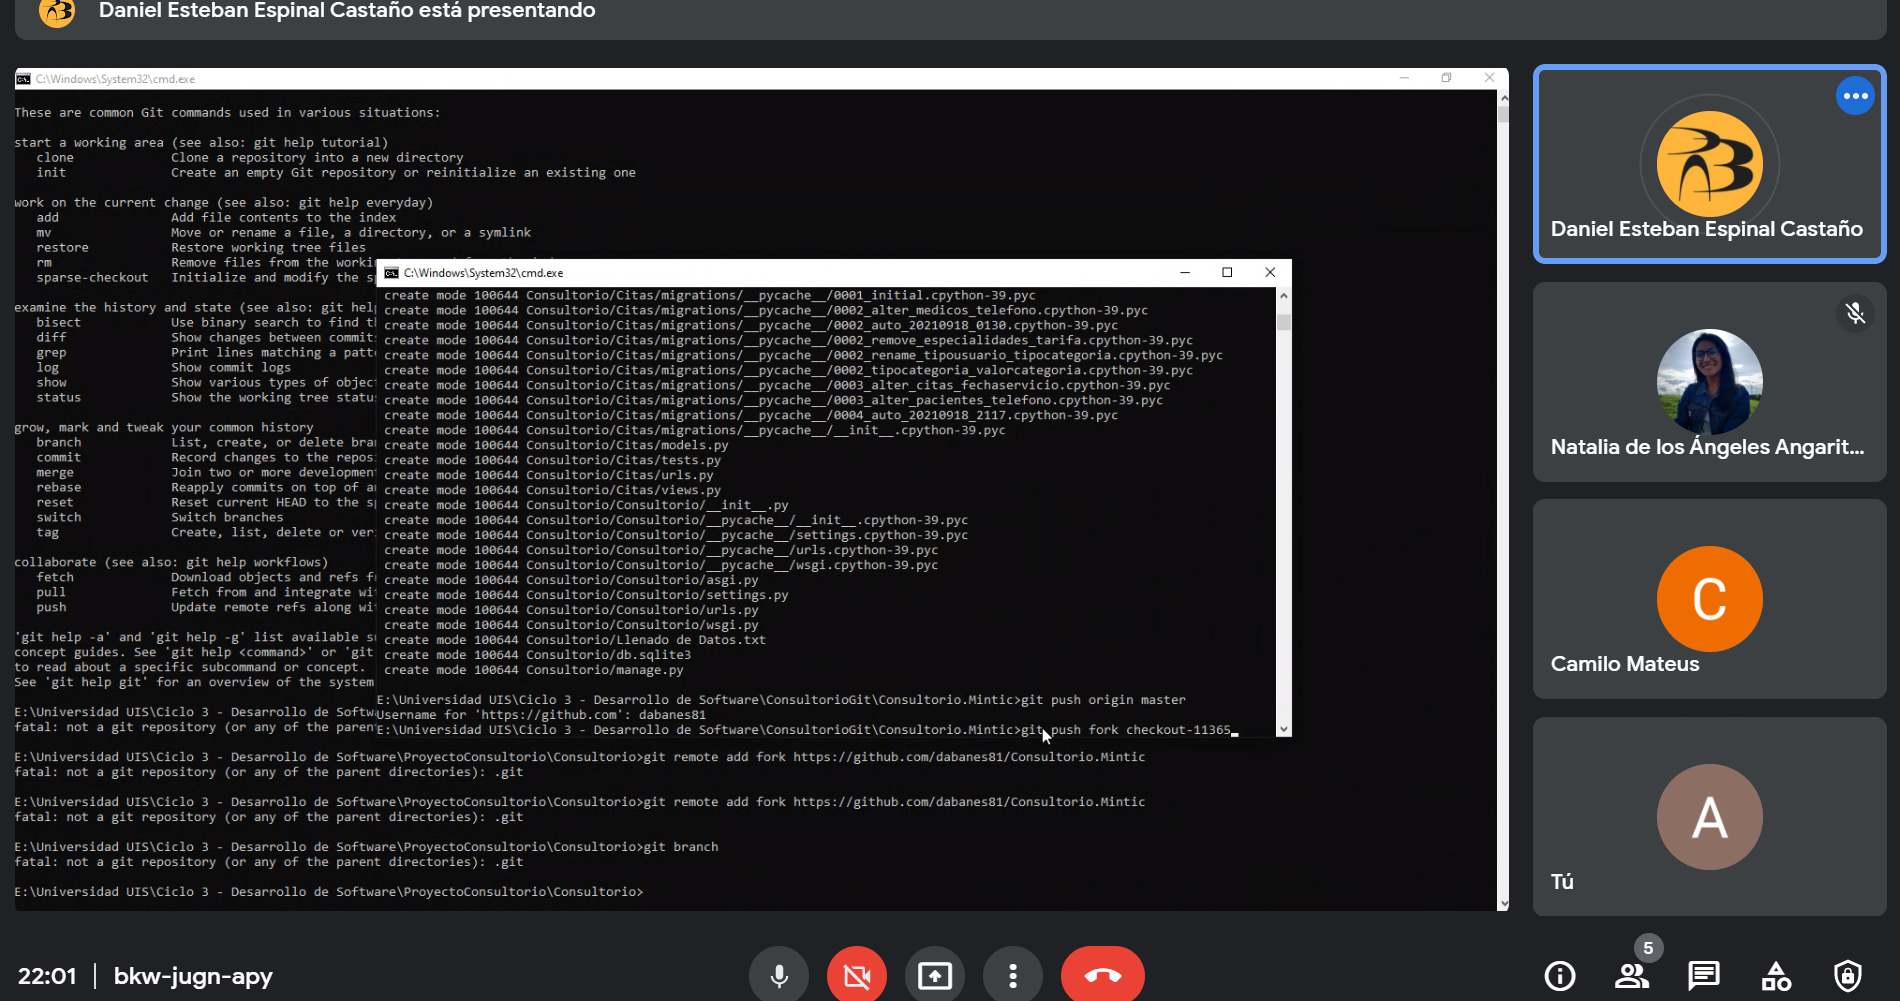 Daniel Esteban Espinal Castaño está presentando
C:\Windows\System32\cmd.exe
These are common Git commands used in various situations:
start a working area (see also: git help tutorial)
clone Clone a repository into a new directory
init Create an empty Git repository or reinitialize an existing one
work on the current change (see also: git help everyday)
add Add file contents to the index
mv Move or rename a file, a directory, or a symlink
restore Restore working tree files
rm Remove files from the
sparse-checkout Initialize and modify the
examine the history and state (see also: git
bisect Use binary search to find
diff Show changes between
grep Print lines matching a
log Show commit logs
show Show various types of
status Show the working tree
grow, mark and tweak your common history
branch List, create, or delete
commit Record changes to the
merge Join two or more
rebase Reapply commits on top of
reset Reset current HEAD to the
switch Switch branches
tag Create, list, delete or
collaborate (see also: git help workflows)
fetch Download objects and refs
pull Fetch from and integrate
push Update remote refs along
'git help -a' and 'git help -g' list available
concept guides. See 'git help <command>' or 'git
to read about a specific subcommand or concept.
See 'git help git' for an overview of the system
E:\Universidad UIS\Ciclo 3 - Desarrollo de
fatal: not a git repository (or any of the
C:\Windows\System32\cmd.exe
create mode 100644 Consultorio/Citas/migrations/__pycache__/0001_initial.cpython-39.pyc
create mode 100644 Consultorio/Citas/migrations/__pycache__/0002_alter_medicos_telefono.cpython-39.pyc
create mode 100644 Consultorio/Citas/migrations/__pycache__/0002_auto_20210918_0130.cpython-39.pyc
create mode 100644 Consultorio/Citas/migrations/__pycache__/0002_remove_especialidades_tarifa.cpython-39.pyc
create mode 100644 Consultorio/Citas/migrations/__pycache__/0002_rename_tipousuario_tipocategoria.cpython-39.pyc
create mode 100644 Consultorio/Citas/migrations/__pycache__/0002_tipocategoria_valorcategoria.cpython-39.pyc
create mode 100644 Consultorio/Citas/migrations/__pycache__/0003_alter_citas_fechaservicio.cpython-39.pyc
create mode 100644 Consultorio/Citas/migrations/__pycache__/0003_alter_pacientes_telefono.cpython-39.pyc
create mode 100644 Consultorio/Citas/migrations/__pycache__/0004_auto_20210918_2117.cpython-39.pyc
create mode 100644 Consultorio/Citas/migrations/__pycache__/__init__.cpython-39.pyc
create mode 100644 Consultorio/Citas/models.py
create mode 100644 Consultorio/Citas/tests.py
create mode 100644 Consultorio/Citas/urls.py
create mode 100644 Consultorio/Citas/views.py
create mode 100644 Consultorio/Consultorio/__init__.py
create mode 100644 Consultorio/Consultorio/__pycache__/__init__.cpython-39.pyc
create mode 100644 Consultorio/Consultorio/__pycache__/settings.cpython-39.pyc
create mode 100644 Consultorio/Consultorio/__pycache__/urls.cpython-39.pyc
create mode 100644 Consultorio/Consultorio/__pycache__/wsgi.cpython-39.pyc
create mode 100644 Consultorio/Consultorio/asgi.py
create mode 100644 Consultorio/Consultorio/settings.py
create mode 100644 Consultorio/Consultorio/urls.py
create mode 100644 Consultorio/Consultorio/wsgi.py
create mode 100644 Consultorio/Llenado de Datos.txt
create mode 100644 Consultorio/db.sqlite3
create mode 100644 Consultorio/manage.py
E:\Universidad UIS\Ciclo 3 - Desarrollo de Software\ConsultorioGit\Consultorio.Mintic>git push origin master
Username for 'https://github.com': dabanes81
E:\Universidad UIS\Ciclo 3 - Desarrollo de Software\ConsultorioGit\Consultorio.Mintic>git push fork checkout-11365_
E:\Universidad UIS\Ciclo 3 - Desarrollo de Software\ProyectoConsultorio\Consultorio>git remote add fork https://github.com/dabanes81/Consultorio.Mintic
fatal: not a git repository (or any of the parent directories): .git
E:\Universidad UIS\Ciclo 3 - Desarrollo de Software\ProyectoConsultorio\Consultorio>git remote add fork https://github.com/dabanes81/Consultorio.Mintic
fatal: not a git repository (or any of the parent directories): .git
E:\Universidad UIS\Ciclo 3 - Desarrollo de Software\ProyectoConsultorio\Consultorio>git branch
fatal: not a git repository (or any of the parent directories): .git
E:\Universidad UIS\Ciclo 3 - Desarrollo de Software\ProyectoConsultorio\Consultorio>
Daniel Esteban Espinal Castaño
Natalia de los Ángeles Angarit...
C
Camilo Mateus
A
Tú
22:01 | bkw-jugn-apy
5